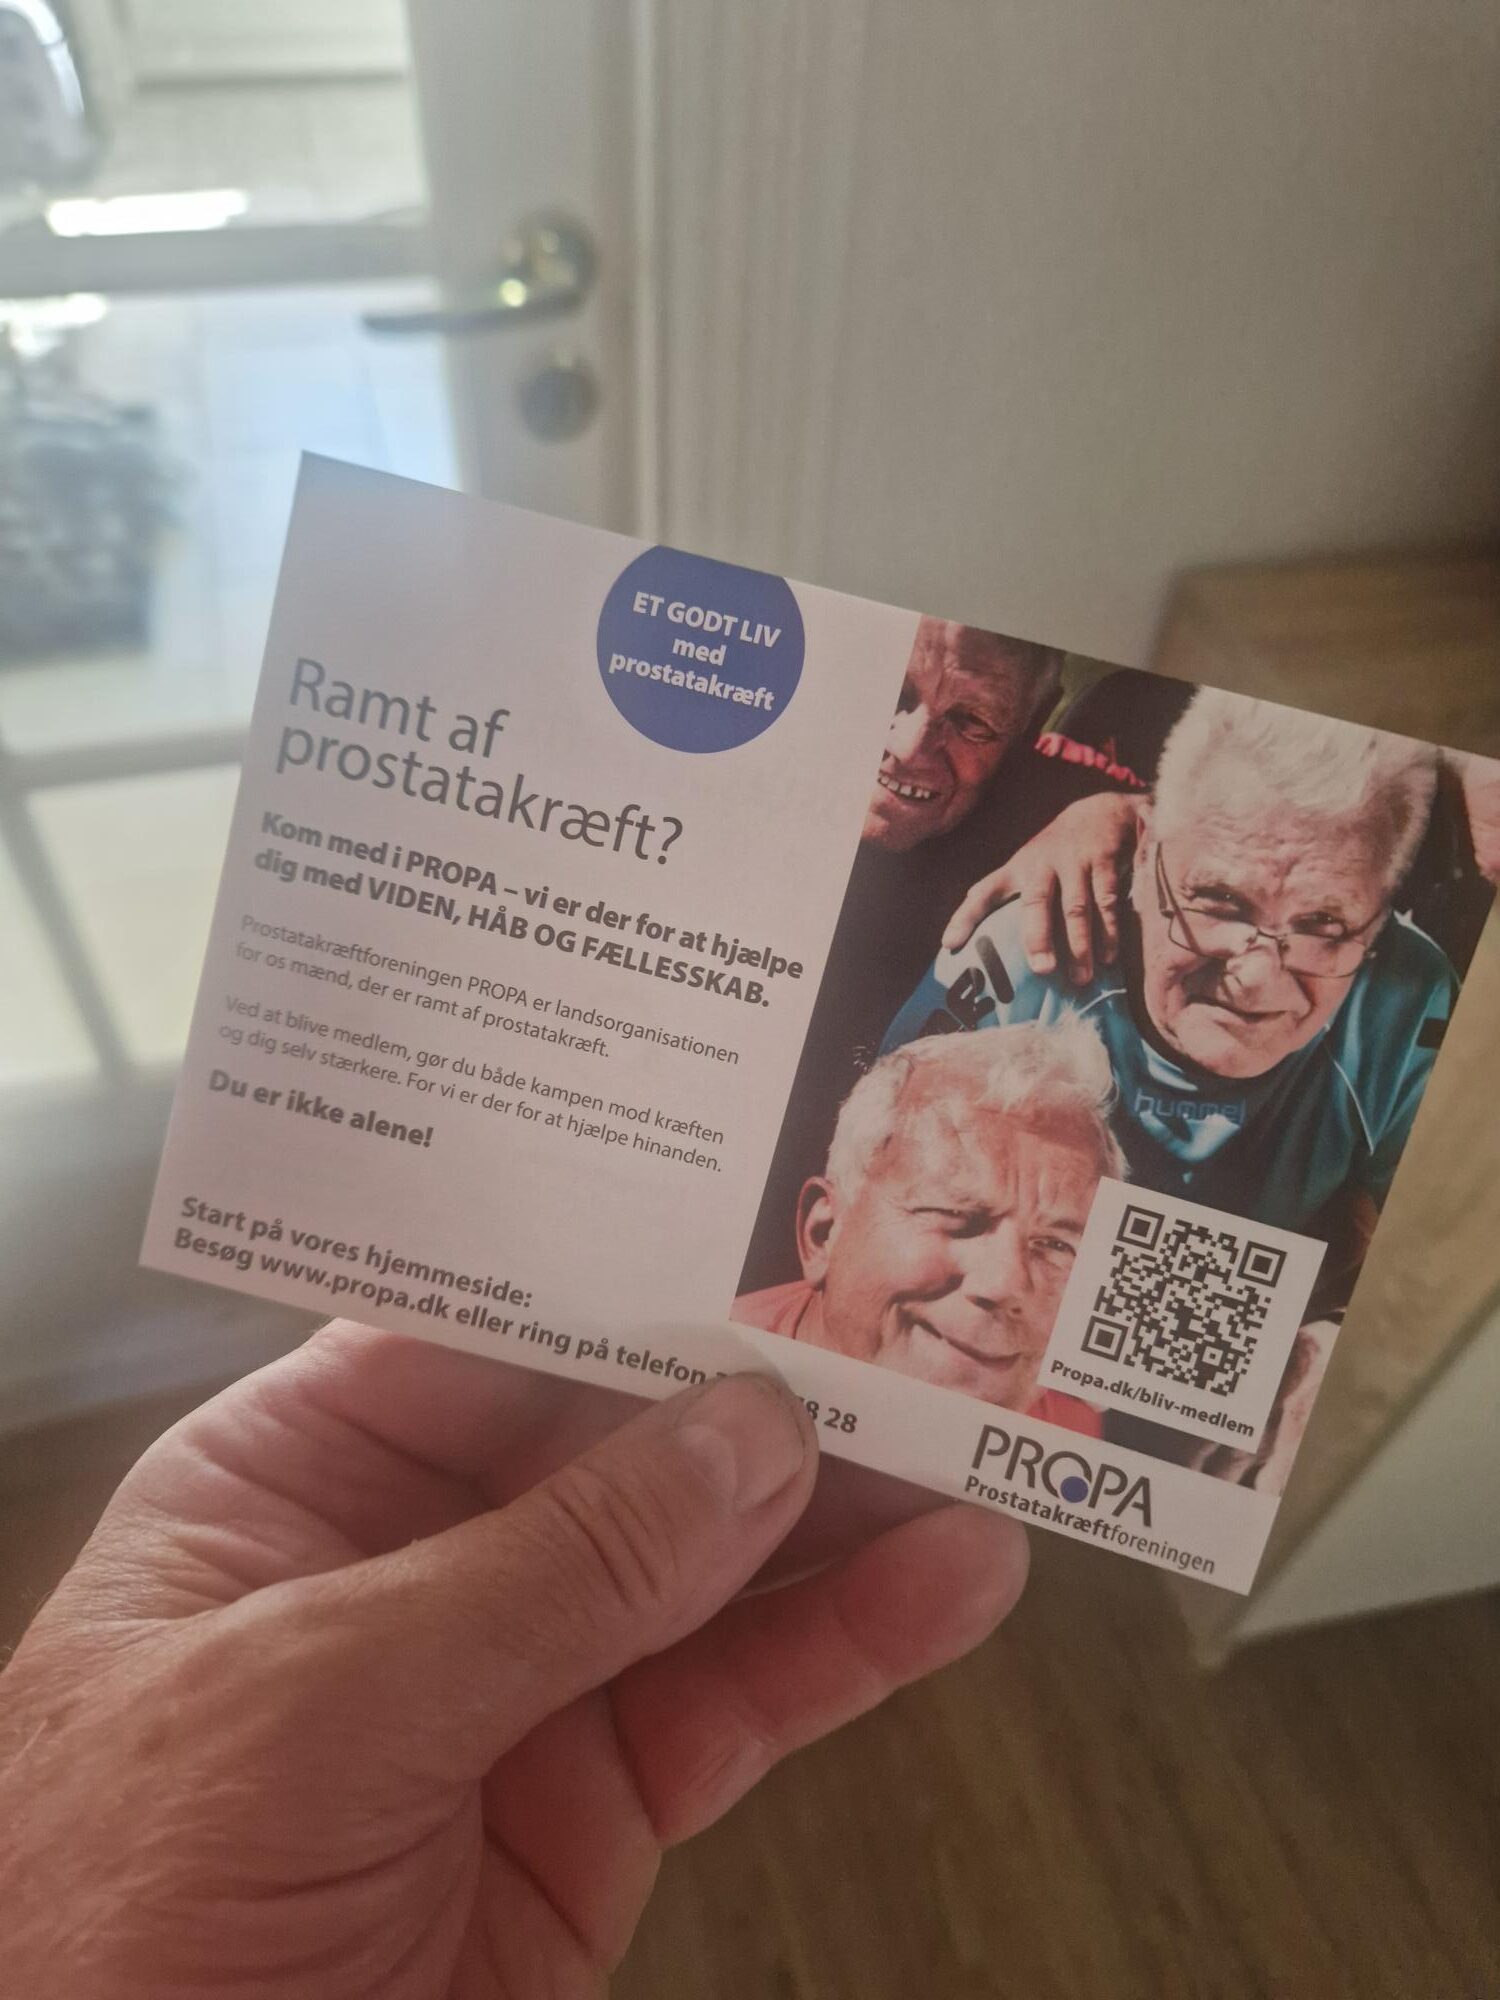 ET GODT LIV
med
prostatakræft
Ramt af
prostatakræft?
Kom med i PROPA – vi er der for at hjælpe
dig med VIDEN, HÅB OG FÆLLESSKAB.
Prostatakræftforeningen PROPA er landsorganisationen
for os mænd, der er ramt af prostatakræft.
Ved at blive medlem, gør du både kampen mod kræften
og dig selv stærkere. For vi er der for at hjælpe hinanden.
Du er ikke alene!
Start på vores hjemmeside:
Besøg www.propa.dk eller ring på telefon 28
hummel
Propa.dk/bliv-medlem
PROPA
Prostatakræftforeningen